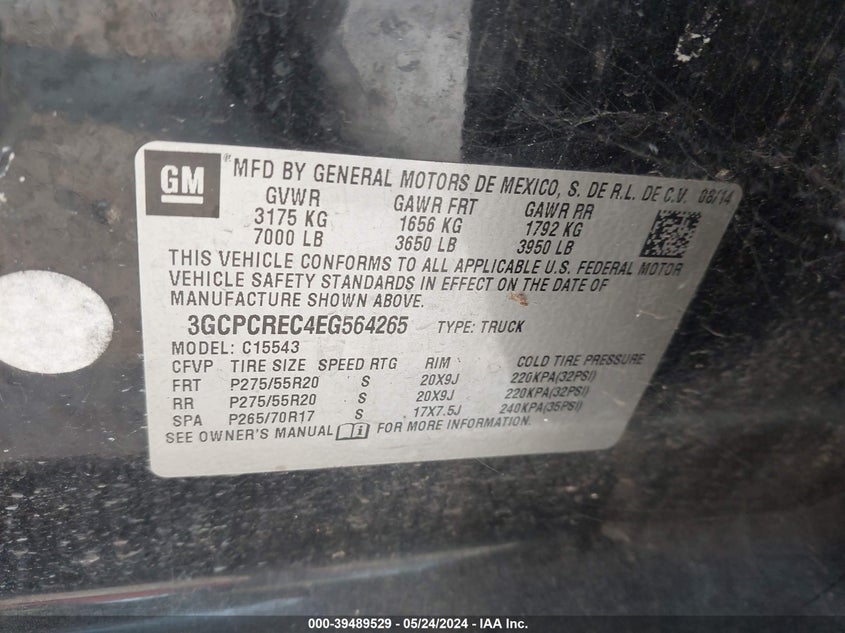 GM ®MFD BY GENERAL MOTORS DE MEXICO, S. DE R.L. DE C.V. 08/14
GVWR GAWR FRT GAWR RR
3175 KG 1656 KG 1792 KG
7000 LB 3650 LB 3950 LB
THIS VEHICLE CONFORMS TO ALL APPLICABLE U.S. FEDERAL MOTOR
VEHICLE SAFETY STANDARDS IN EFFECT ON THE DATE OF
MANUFACTURE SHOWN ABOVE.
3GCPCREC4EG564265 TYPE: TRUCK
MODEL: C15543
CFVP TIRE SIZE SPEED RTG RIM COLD TIRE PRESSURE
FRT P275/55R20 S 20X9J 220KPA(32PSI)
RR P275/55R20 S 20X9J 220KPA(32PSI)
SPA P265/70R17 S 17X7.5J 240KPA(35PSI)
SEE OWNER'S MANUAL FOR MORE INFORMATION.
000-39489529 - 05/24/2024 - IAA Inc.